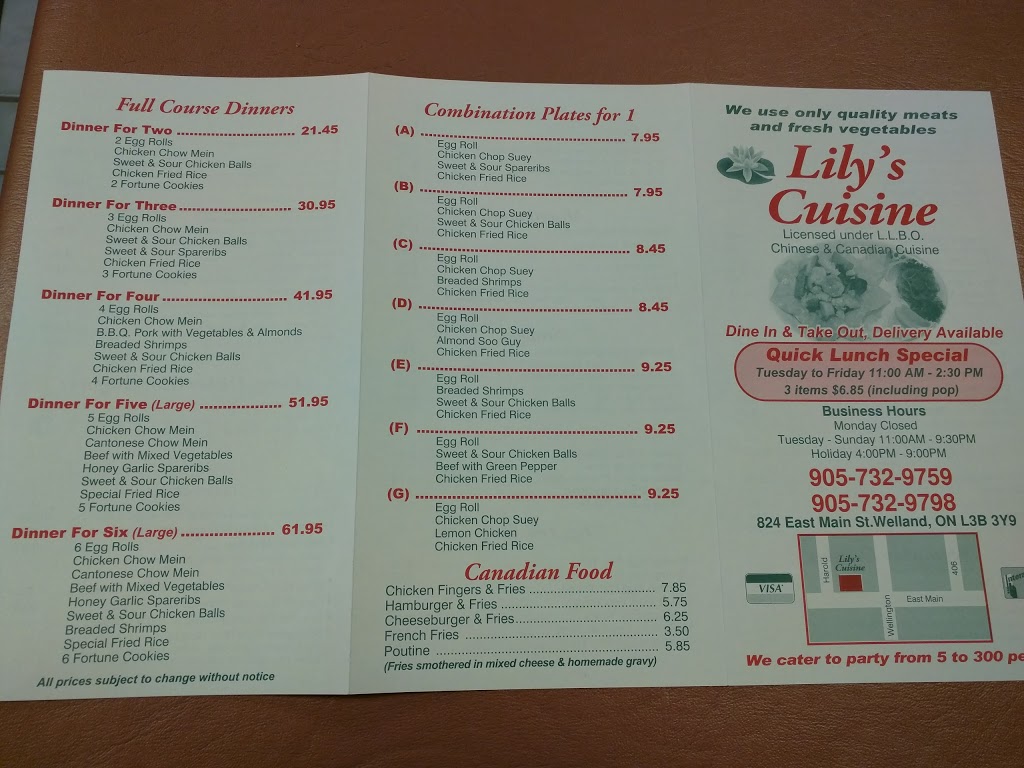 Full Course Dinners
Dinner For Two 21.45
2 Egg Rolls
Chicken Chow Mein
Sweet & Sour Chicken Balls
Chicken Fried Rice
2 Fortune Cookies
Dinner For Three 30.95
3 Egg Rolls
Chicken Chow Mein
Sweet & Sour Chicken Balls
Sweet & Sour Spareribs
Chicken Fried Rice
3 Fortune Cookies
Dinner For Four 41.95
4 Egg Rolls
Chicken Chow Mein
B.B.Q. Pork with Vegetables & Almonds
Breaded Shrimps
Sweet & Sour Chicken Balls
Chicken Fried Rice
4 Fortune Cookies
Dinner For Five (Large) 51.95
5 Egg Rolls
Chicken Chow Mein
Cantonese Chow Mein
Beef with Mixed Vegetables
Honey Garlic Spareribs
Sweet & Sour Chicken Balls
Special Fried Rice
5 Fortune Cookies
Dinner For Six (Large) 61.95
6 Egg Rolls
Chicken Chow Mein
Cantonese Chow Mein
Beef with Mixed Vegetables
Honey Garlic Spareribs
Sweet & Sour Chicken Balls
Breaded Shrimps
Special Fried Rice
6 Fortune Cookies
All prices subject to change without notice
Combination Plates for 1
(A) 7.95
Egg Roll
Chicken Chop Suey
Sweet & Sour Spareribs
Chicken Fried Rice
(B) 7.95
Egg Roll
Chicken Chop Suey
Sweet & Sour Chicken Balls
Chicken Fried Rice
(C) 8.45
Egg Roll
Chicken Chop Suey
Breaded Shrimps
Chicken Fried Rice
(D) 8.45
Egg Roll
Chicken Chop Suey
Almond Soo Guy
Chicken Fried Rice
(E) 9.25
Egg Roll
Breaded Shrimps
Sweet & Sour Chicken Balls
Chicken Fried Rice
(F) 9.25
Egg Roll
Sweet & Sour Chicken Balls
Beef with Green Pepper
Chicken Fried Rice
(G) 9.25
Egg Roll
Chicken Chop Suey
Lemon Chicken
Chicken Fried Rice
Canadian Food
Chicken Fingers & Fries 7.85
Hamburger & Fries 5.75
Cheeseburger & Fries 6.25
French Fries 3.50
Poutine 5.85
(Fries smothered in mixed cheese & homemade gravy)
We use only quality meats
and fresh vegetables
Lily's
Cuisine
Licensed under L.L.B.O.
Chinese & Canadian Cuisine
Dine In & Take Out, Delivery Available
Quick Lunch Special
Tuesday to Friday 11:00 AM - 2:30 PM
3 items $6.85 (including pop)
Business Hours
Monday Closed
Tuesday - Sunday 11:00AM - 9:30PM
Holiday 4:00PM - 9:00PM
905-732-9759
905-732-9798
824 East Main St.Welland, ON L3B 3Y9
Harold
Lily's
Cuisine
406
VISA
Wellington
East Main
We cater to party from 5 to 300 pe